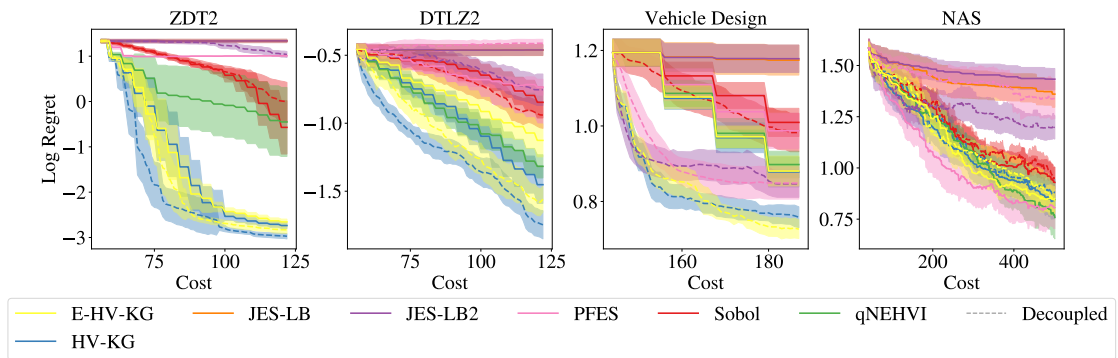 ZDT2 DTLZ2 Vehicle Design NAS
Log Regret
1
0
−1
−2
−3
75 100 125
Cost
−0.5
−1.0
−1.5
75 100 125
Cost
1.2
1.0
0.8
160 180
Cost
1.50
1.25
1.00
0.75
200 400
Cost
E-HV-KG JES-LB JES-LB2 PFES Sobol qNEHVI Decoupled
HV-KG